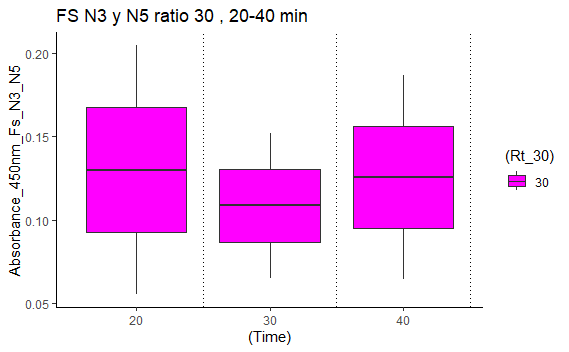 FS N3 y N5 ratio 30 , 20-40 min
Absorbance_450nm_Fs_N3_N5
0.20
0.15
0.10
0.05
20 30 40
(Time)
(Rt_30)
30